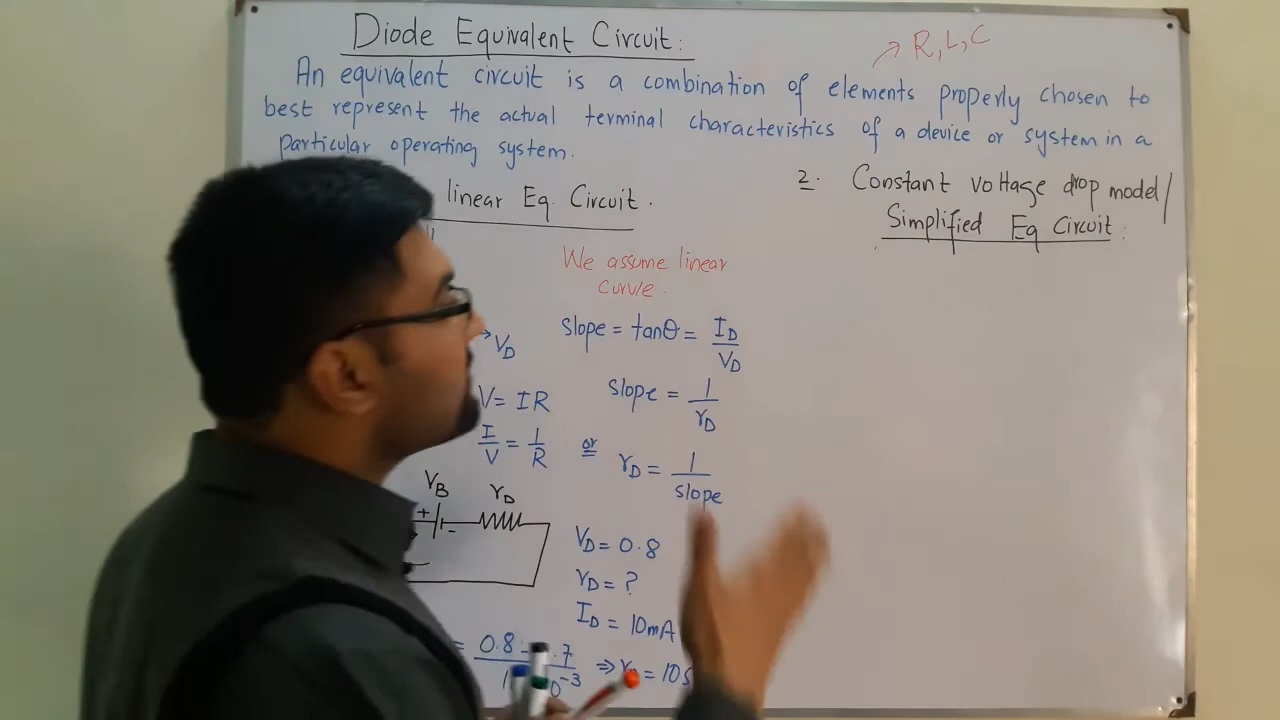 Diode Equivalent Circuit:
R, L, C
An equivalent circuit is a combination of elements properly chosen to
best represent the actual terminal characteristics of a device or system in a
particular operating system.
linear Eq. Circuit.
We assume linear
curve.
VD
slope = tanθ = ID/VD
V = IR
slope = 1/rD
I/V = 1/R
or
rD = 1/slope
VB
rD
+
-
VD = 0.8
rD = ?
ID = 10mA
= 0.8
⇒ = 10
2. Constant voltage drop model/
Simplified Eq Circuit: